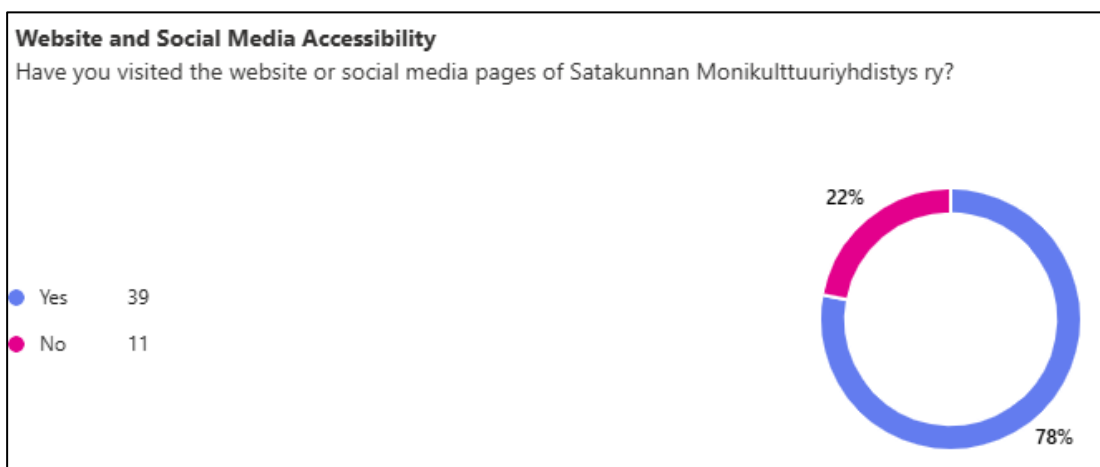 Website and Social Media Accessibility
Have you visited the website or social media pages of Satakunnan Monikulttuuriyhdistys ry?
22%
Yes 39
No 11
78%